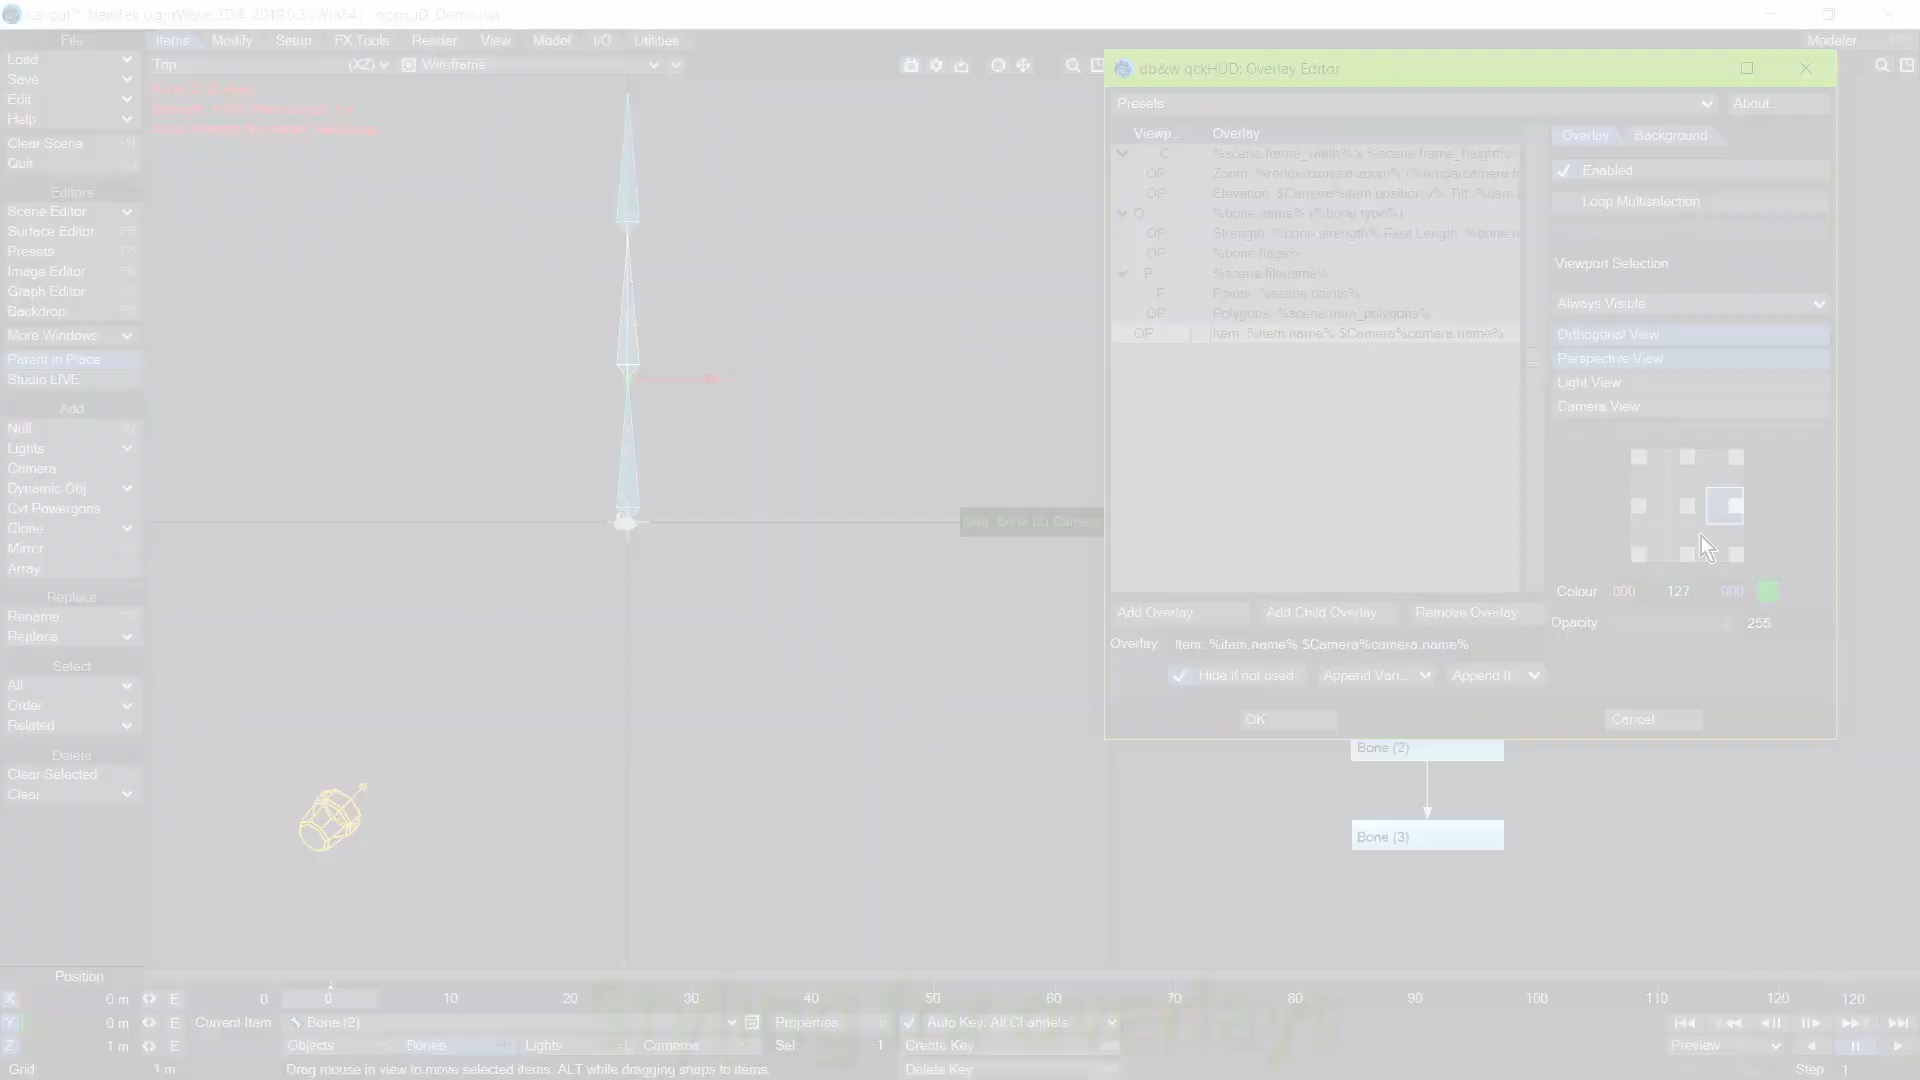 Layout* NewTek LightWave 3D® 2019
File
Items Modify Setup FX Tools Render View Model I/O Utilities
Modeler
Load
Save
Edit
Help
Clear Scene
Quit
Editors
Scene Editor
Surface Editor
Presets
Image Editor
Graph Editor
Backdrop
More Windows
Parent in Place
Studio LIVE
Add
Null
Lights
Camera
Dynamic Obj
Cvt Powergons
Clone
Mirror
Array
Replace
Rename
Replace
Select
All
Order
Related
Delete
Clear Selected
Clear
Top (XZ) Wireframe
Item: Bone (2) Camera
db&w qckHUD: Overlay Editor
Presets About..
Viewp... Overlay
C %scene.frame_width% x %scene.frame_height%
OP Zoom: %rendercamera.zoom%
OP Elevation: $Camera%item.position.y% Tilt: %item.
O %bone.name% (%bone.type%)
OP Strength: %bone.strength% Rest Length: %bone.re
OP %bone.flags%
P %scene.filename%
P Points: %scene.points%
OP Polygons: %scene.num_polygons%
OP Item: %item.name% $Camera%camera.name%
Overlay Background
Enabled
Loop Multiselection
Viewport Selection
Always Visible
Orthogonal View
Perspective View
Light View
Camera View
Colour 000 127 000
Opacity 255
Add Overlay Add Child Overlay Remove Overlay
Overlay Item: %item.name% $Camera%camera.name%
Hide if not used Append Vari... Append It
OK Cancel
Bone (2)
Bone (3)
Position
X 0 m E
Y 0 m E
Z 1 m E
Grid: 1 m
0 0 10 20 30 40 50 60 70 80 90 100 110 120 120
Current Item Bone (2) Properties Auto Key: All Channels
Objects Bones Lights Cameras Sel: 1 Create Key
Preview
Drag mouse in view to move selected items. ALT while dragging snaps to items.
Delete Key
Step 1